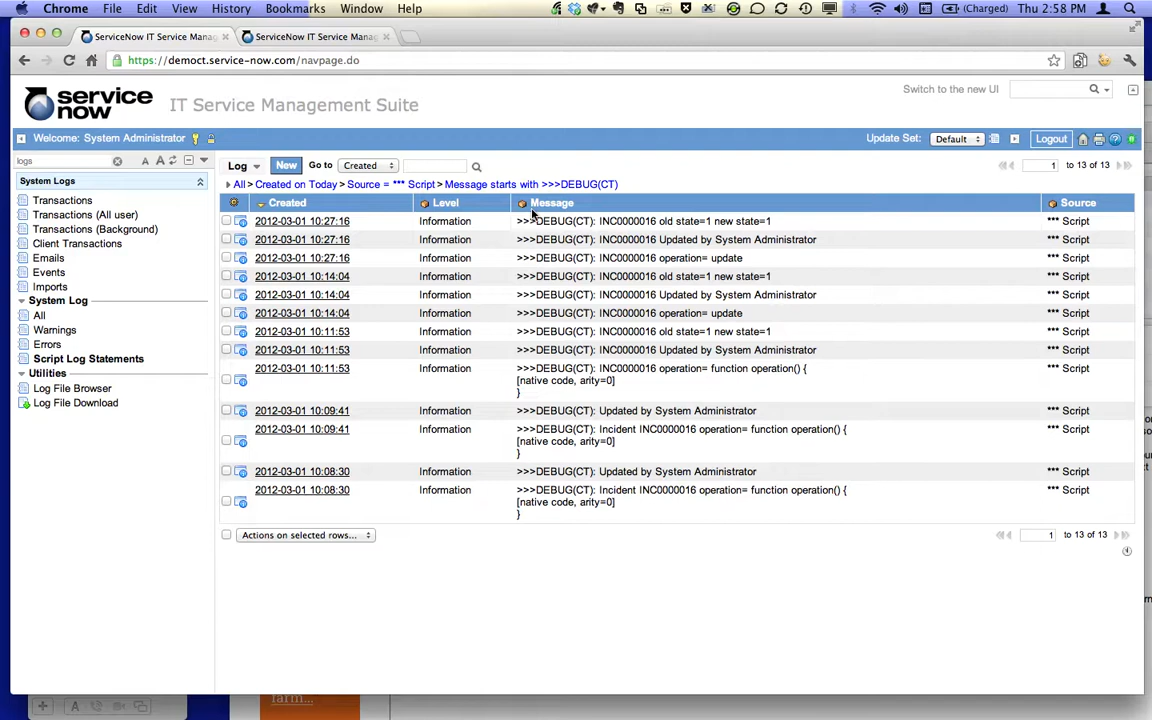 Chrome File Edit View History Bookmarks Window Help (Charged) Thu 2:58 PM
ServiceNow IT Service Manag ServiceNow IT Service Manag
https://democt.service-now.com/navpage.do
service now IT Service Management Suite Switch to the new UI
Welcome: System Administrator Update Set: Default Logout
logs A A Log New Go to Created 1 to 13 of 13
System Logs
All > Created on Today > Source = *** Script > Message starts with >>>DEBUG(CT)
Created Level Message Source
Transactions
Transactions (All user)
Transactions (Background)
Client Transactions
Emails
Events
Imports
System Log
All
Warnings
Errors
Script Log Statements
Utilities
Log File Browser
Log File Download
2012-03-01 10:27:16 Information >>>DEBUG(CT): INC0000016 old state=1 new state=1 *** Script
2012-03-01 10:27:16 Information >>>DEBUG(CT): INC0000016 Updated by System Administrator *** Script
2012-03-01 10:27:16 Information >>>DEBUG(CT): INC0000016 operation= update *** Script
2012-03-01 10:14:04 Information >>>DEBUG(CT): INC0000016 old state=1 new state=1 *** Script
2012-03-01 10:14:04 Information >>>DEBUG(CT): INC0000016 Updated by System Administrator *** Script
2012-03-01 10:14:04 Information >>>DEBUG(CT): INC0000016 operation= update *** Script
2012-03-01 10:11:53 Information >>>DEBUG(CT): INC0000016 old state=1 new state=1 *** Script
2012-03-01 10:11:53 Information >>>DEBUG(CT): INC0000016 Updated by System Administrator *** Script
2012-03-01 10:11:53 Information >>>DEBUG(CT): INC0000016 operation= function operation() { *** Script
[native code, arity=0]
}
2012-03-01 10:09:41 Information >>>DEBUG(CT): Updated by System Administrator *** Script
2012-03-01 10:09:41 Information >>>DEBUG(CT): Incident INC0000016 operation= function operation() { *** Script
[native code, arity=0]
}
2012-03-01 10:08:30 Information >>>DEBUG(CT): Updated by System Administrator *** Script
2012-03-01 10:08:30 Information >>>DEBUG(CT): Incident INC0000016 operation= function operation() { *** Script
[native code, arity=0]
}
Actions on selected rows... 1 to 13 of 13
farm...